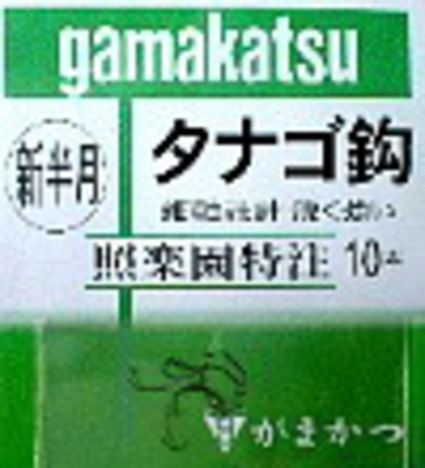 gamakatsu
タナゴ鈎
新半月
照楽園特注 10本
がまかつ